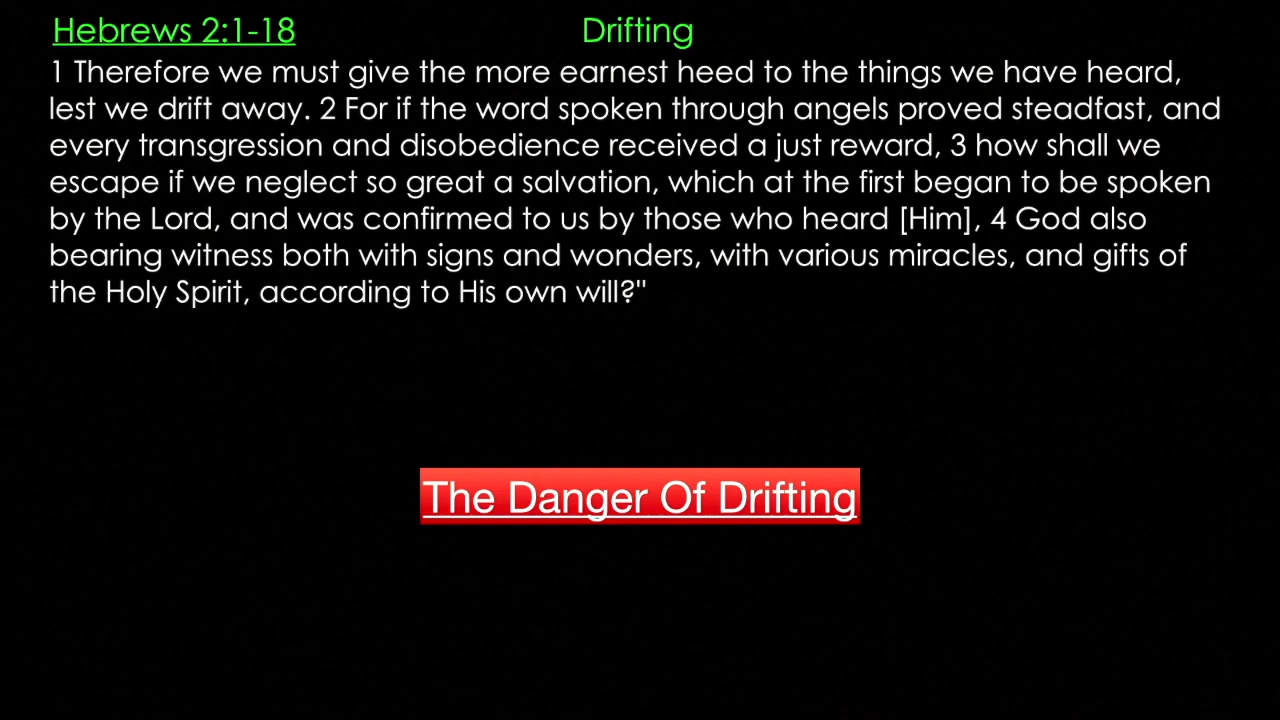 Hebrews 2:1-18 Drifting
1 Therefore we must give the more earnest heed to the things we have heard,
lest we drift away. 2 For if the word spoken through angels proved steadfast, and
every transgression and disobedience received a just reward, 3 how shall we
escape if we neglect so great a salvation, which at the first began to be spoken
by the Lord, and was confirmed to us by those who heard [Him], 4 God also
bearing witness both with signs and wonders, with various miracles, and gifts of
the Holy Spirit, according to His own will?"
The Danger Of Drifting